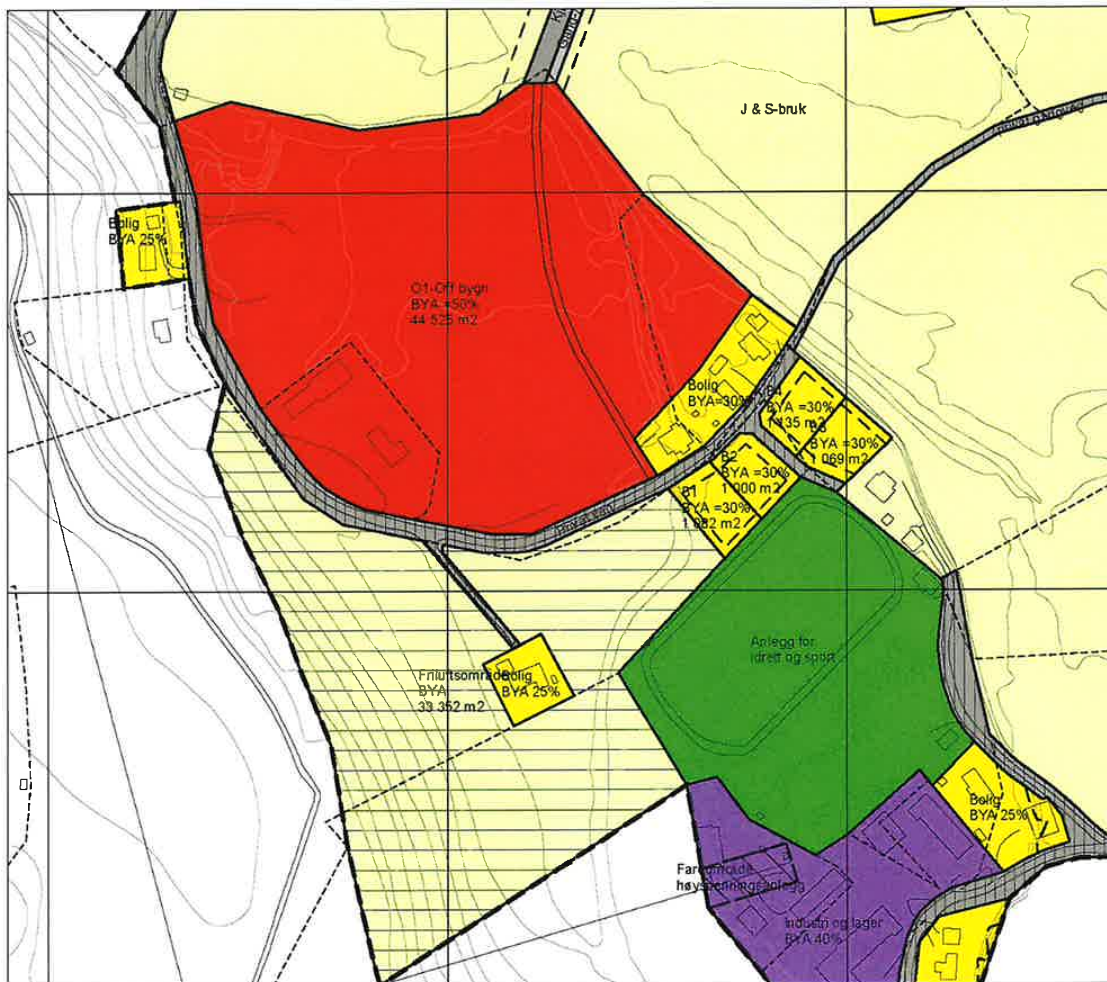 J & S-bruk
Bolig
BYA 25%
O1-Off bygn
BYA =50%
44 525 m2
Bolig
BYA=30%
B4
BYA =30%
1 135 m2
B3
BYA =30%
1 069 m2
B2
BYA =30%
1 000 m2
B1
BYA =30%
Anlegg for
idrett og sport
Friluftsområde
BYA
33 352 m2
Bolig
BYA 25%
Bolig
BYA 25%
Fareområde
høyspenningsanlegg
Industri og lager
BYA 40%